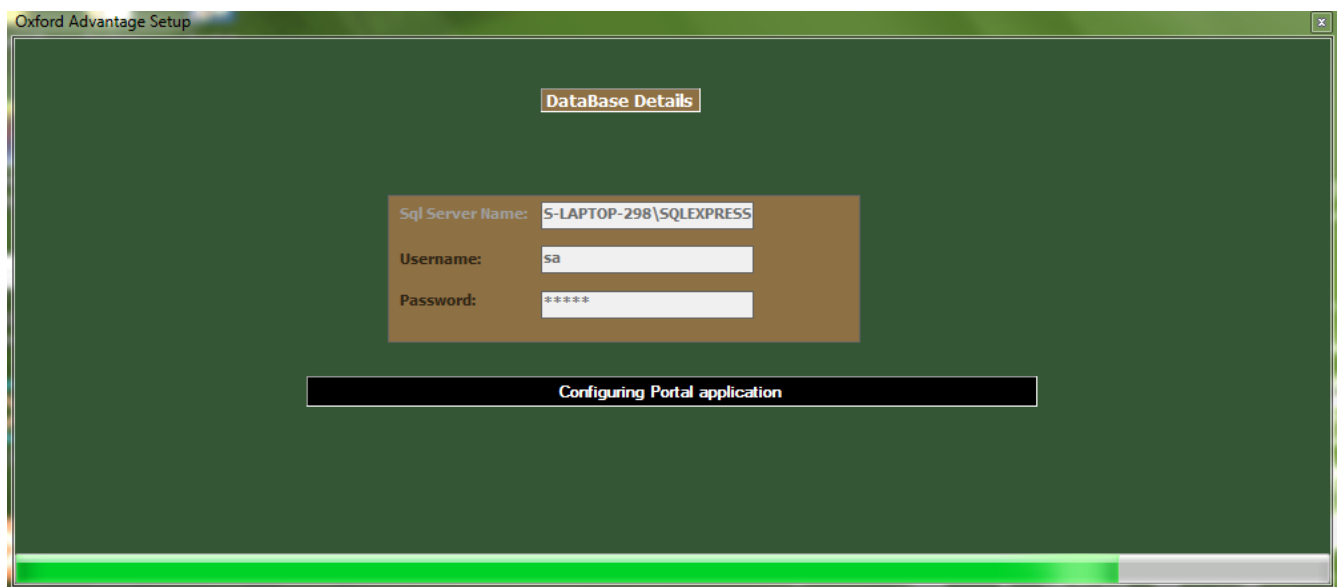 Oxford Advantage Setup
x
DataBase Details
Sql Server Name: S-LAPTOP-298\SQLEXPRESS
Username: sa
Password: *****
Configuring Portal application